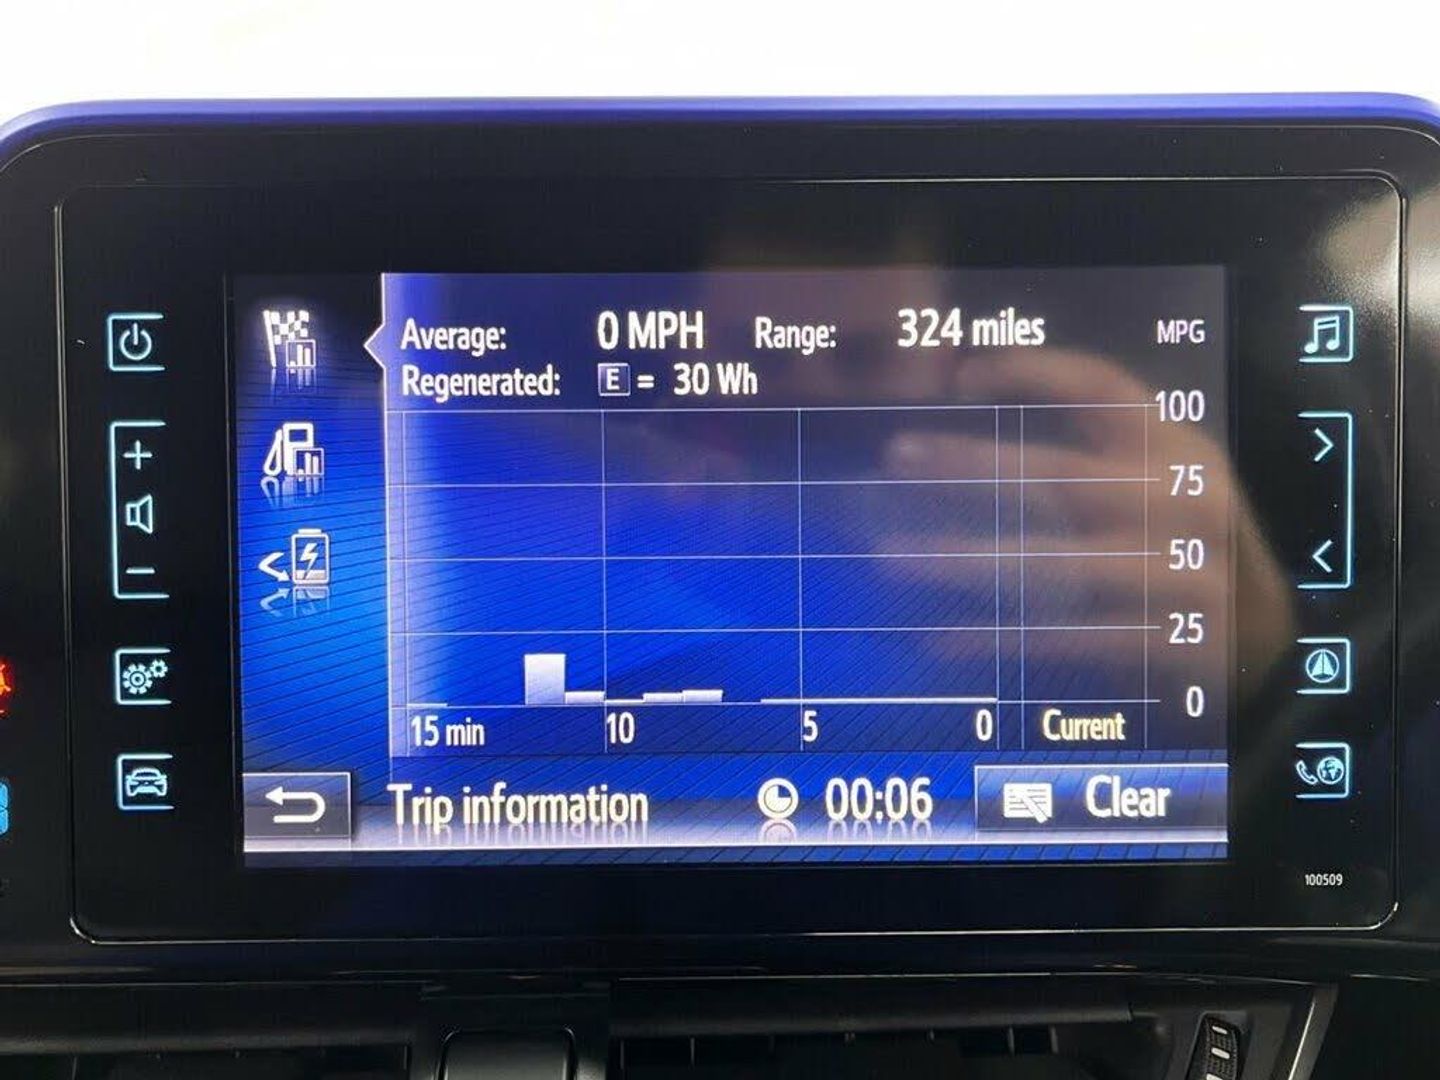 Average: 0 MPH Range: 324 miles MPG
Regenerated: E = 30 Wh
100
75
50
25
0
15 min 10 5 0 Current
Trip information 00:06 Clear
100509